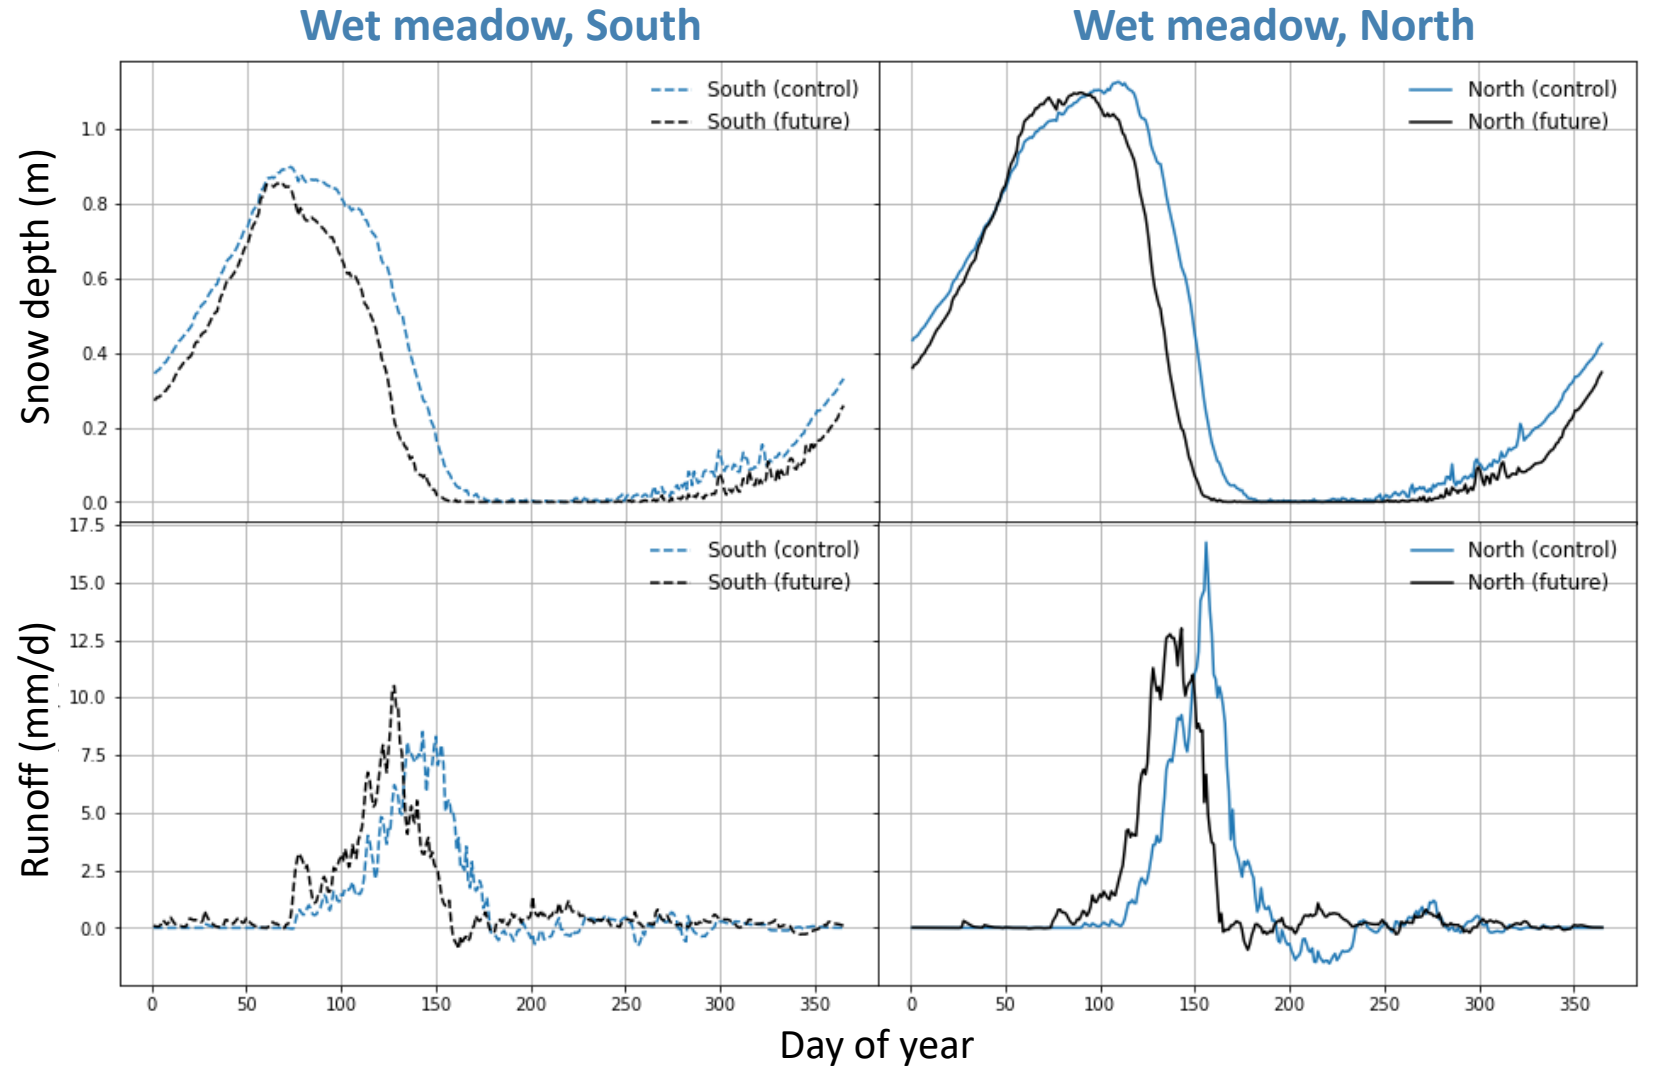 Wet meadow, South
Wet meadow, North
Snow depth (m)
1.0
0.8
0.6
0.4
0.2
0.0
South (control)
South (future)
North (control)
North (future)
Runoff (mm/d)
17.5
15.0
12.5
10.0
7.5
5.0
2.5
0.0
South (control)
South (future)
North (control)
North (future)
0 50 100 150 200 250 300 350
0 50 100 150 200 250 300 350
Day of year